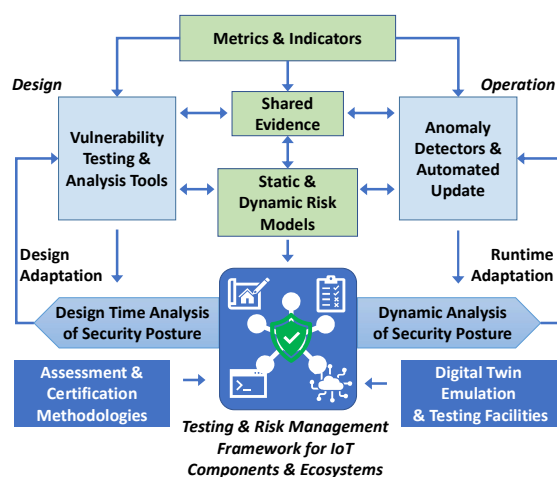 Metrics & Indicators
Design
Operation
Shared
Evidence
Vulnerability
Testing &
Analysis Tools
Anomaly
Detectors &
Automated
Update
Static &
Dynamic Risk
Models
Design
Adaptation
Runtime
Adaptation
Design Time Analysis
of Security Posture
Dynamic Analysis
of Security Posture
Assessment &
Certification
Methodologies
Digital Twin
Emulation
& Testing Facilities
Testing & Risk Management
Framework for IoT
Components & Ecosystems